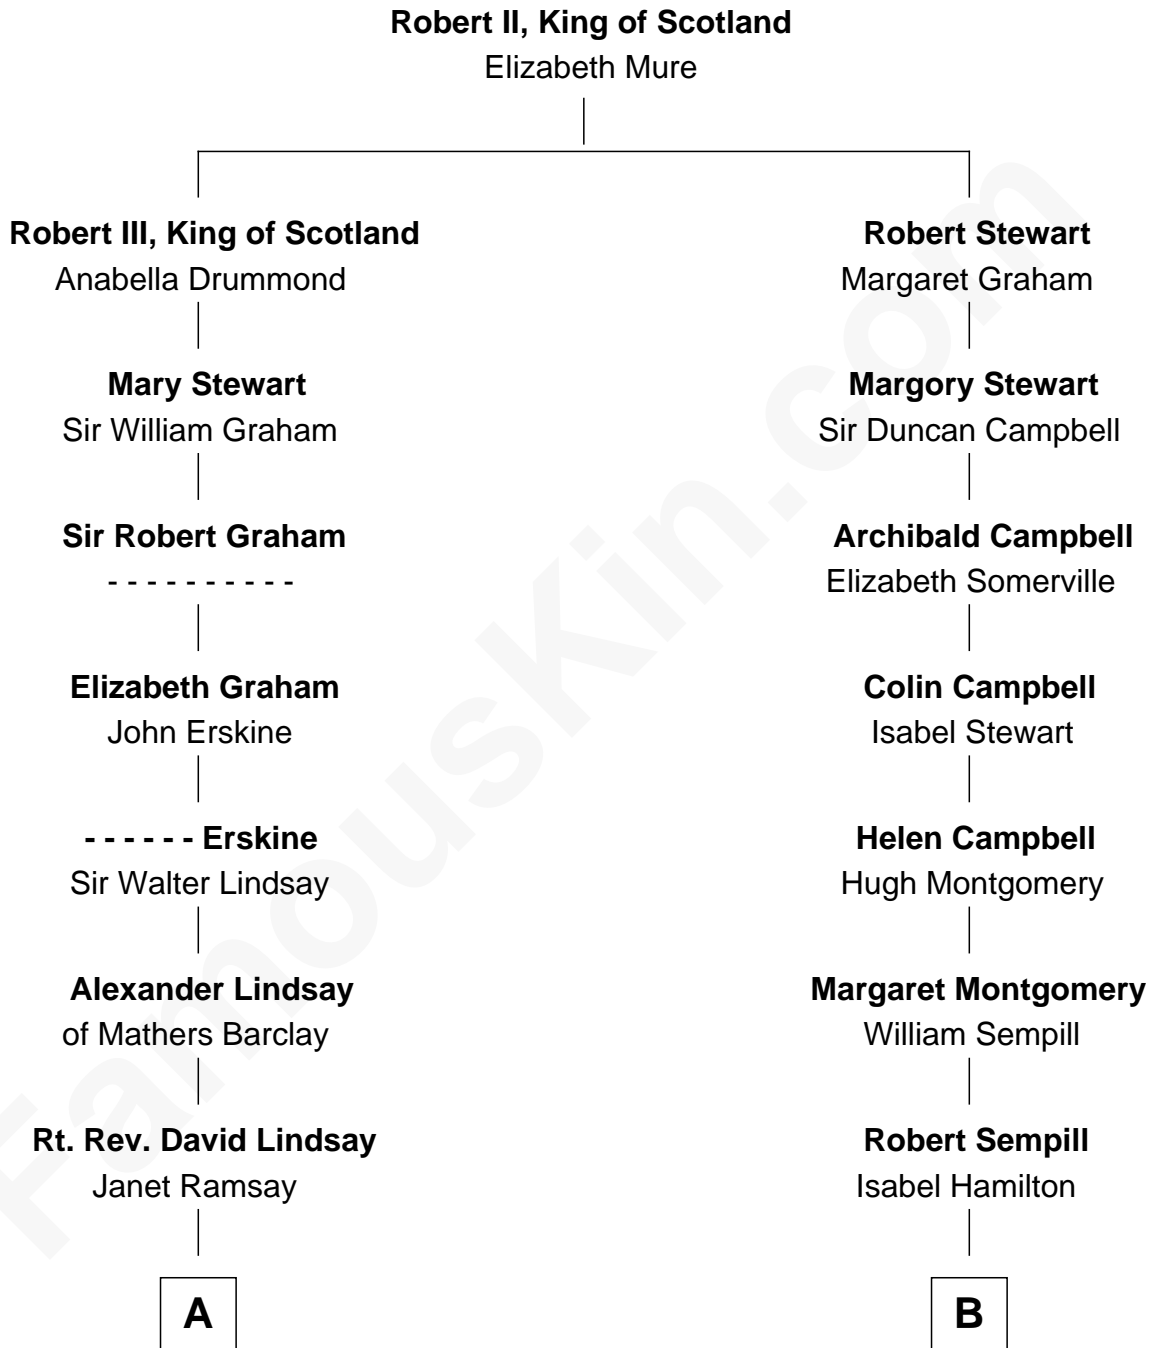 Robert II, King of Scotland
Elizabeth Mure
Robert III, King of Scotland
Anabella Drummond
Mary Stewart
Sir William Graham
Sir Robert Graham
- - - - - - - - - -
Elizabeth Graham
John Erskine
- - - - - - Erskine
Sir Walter Lindsay
Alexander Lindsay
of Mathers Barclay
Rt. Rev. David Lindsay
Janet Ramsay
A
Robert Stewart
Margaret Graham
Margory Stewart
Sir Duncan Campbell
Archibald Campbell
Elizabeth Somerville
Colin Campbell
Isabel Stewart
Helen Campbell
Hugh Montgomery
Margaret Montgomery
William Sempill
Robert Sempill
Isabel Hamilton
B
FamousKin.com